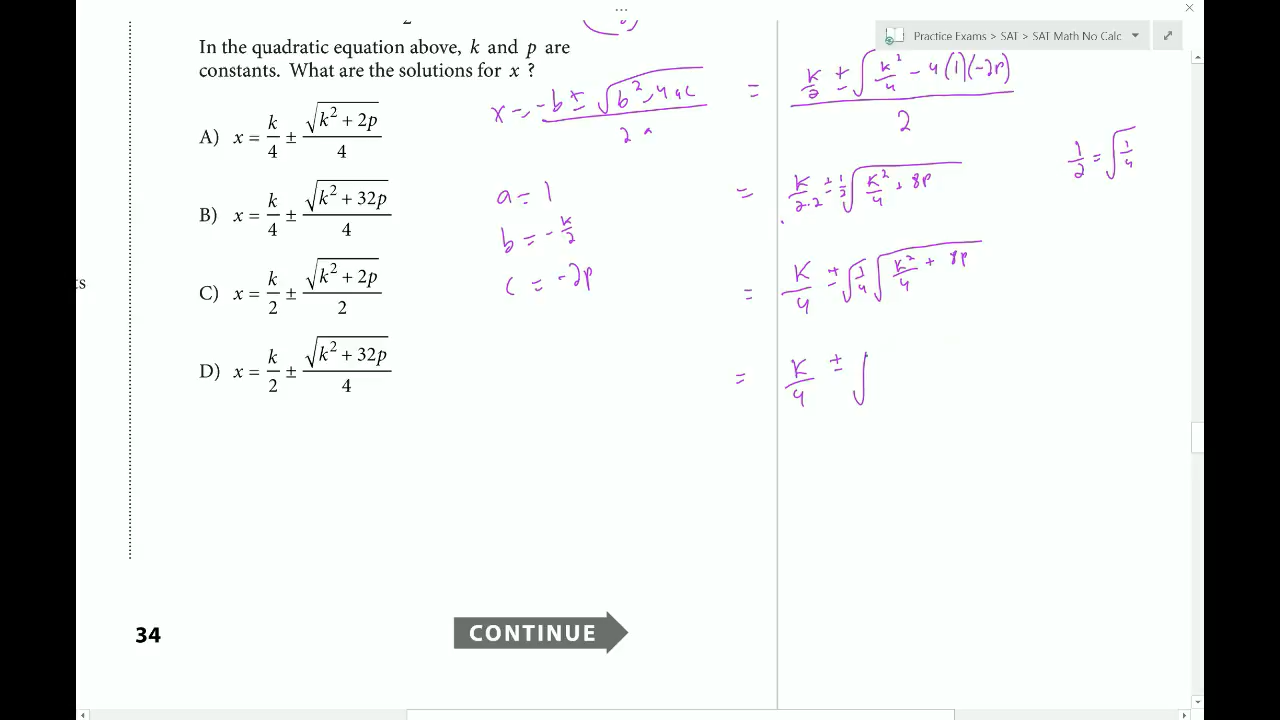 2
Practice Exams > SAT > SAT Math No Calc
In the quadratic equation above, k and p are
constants. What are the solutions for x ?
A) x = k/4 ± √(k² + 2p)/4
B) x = k/4 ± √(k² + 32p)/4
C) x = k/2 ± √(k² + 2p)/2
D) x = k/2 ± √(k² + 32p)/4
x = -b ± √(b² - 4ac) / 2a = k/2 ± √(k²/4 - 4(1)(-2p)) / 2
a = 1
b = -k/2
c = -2p
= k/2·2 ± 1/2 √(k²/4 + 8p)
1/2 = √(1/4)
= k/4 ± √(1/4) √(k²/4 + 8p)
= k/4 ± √
34
CONTINUE